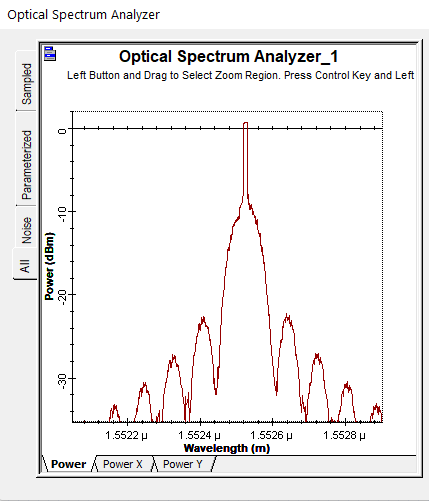 Optical Spectrum Analyzer
Optical Spectrum Analyzer_1
Left Button and Drag to Select Zoom Region. Press Control Key and Left
Sampled
Parameterized
Noise
All
Power (dBm)
0
-10
-20
-30
1.5522 µ 1.5524 µ 1.5526 µ 1.5528 µ
Wavelength (m)
Power Power X Power Y